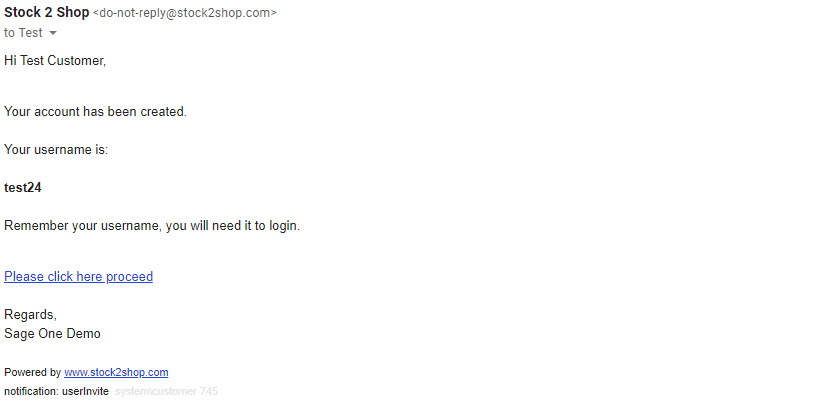 Stock 2 Shop <do-not-reply@stock2shop.com>
to Test
Hi Test Customer,
Your account has been created.
Your username is:
test24
Remember your username, you will need it to login.
Please click here proceed
Regards,
Sage One Demo
Powered by www.stock2shop.com
notification: userInvite system\customer 745